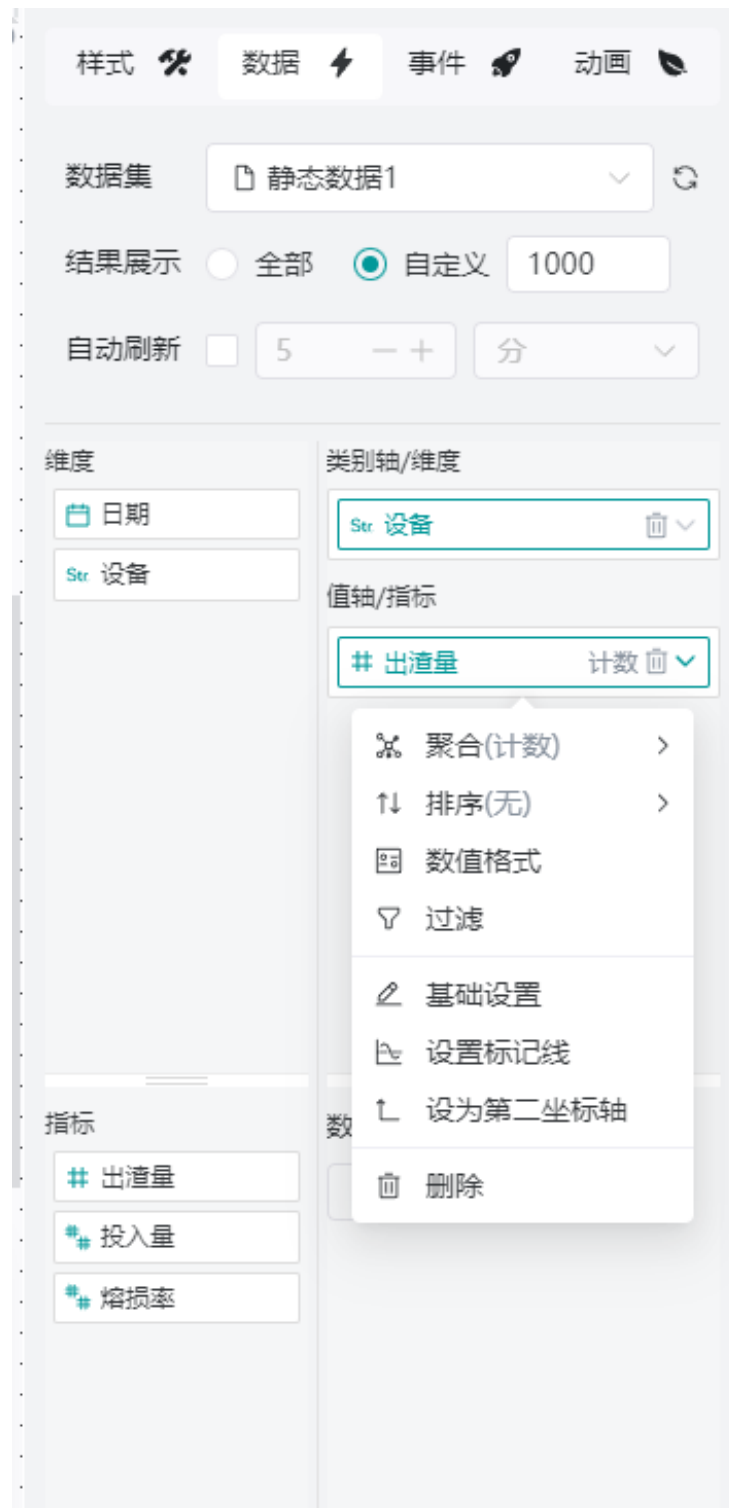 样式 数据 事件 动画
数据集 静态数据1
结果展示 全部 自定义 1000
自动刷新 5 分
维度
日期
Str 设备
类别轴/维度
Str 设备
值轴/指标
出渣量 计数
聚合(计数)
排序(无)
数值格式
过滤
基础设置
设置标记线
设为第二坐标轴
删除
指标
出渣量
投入量
熔损率
数